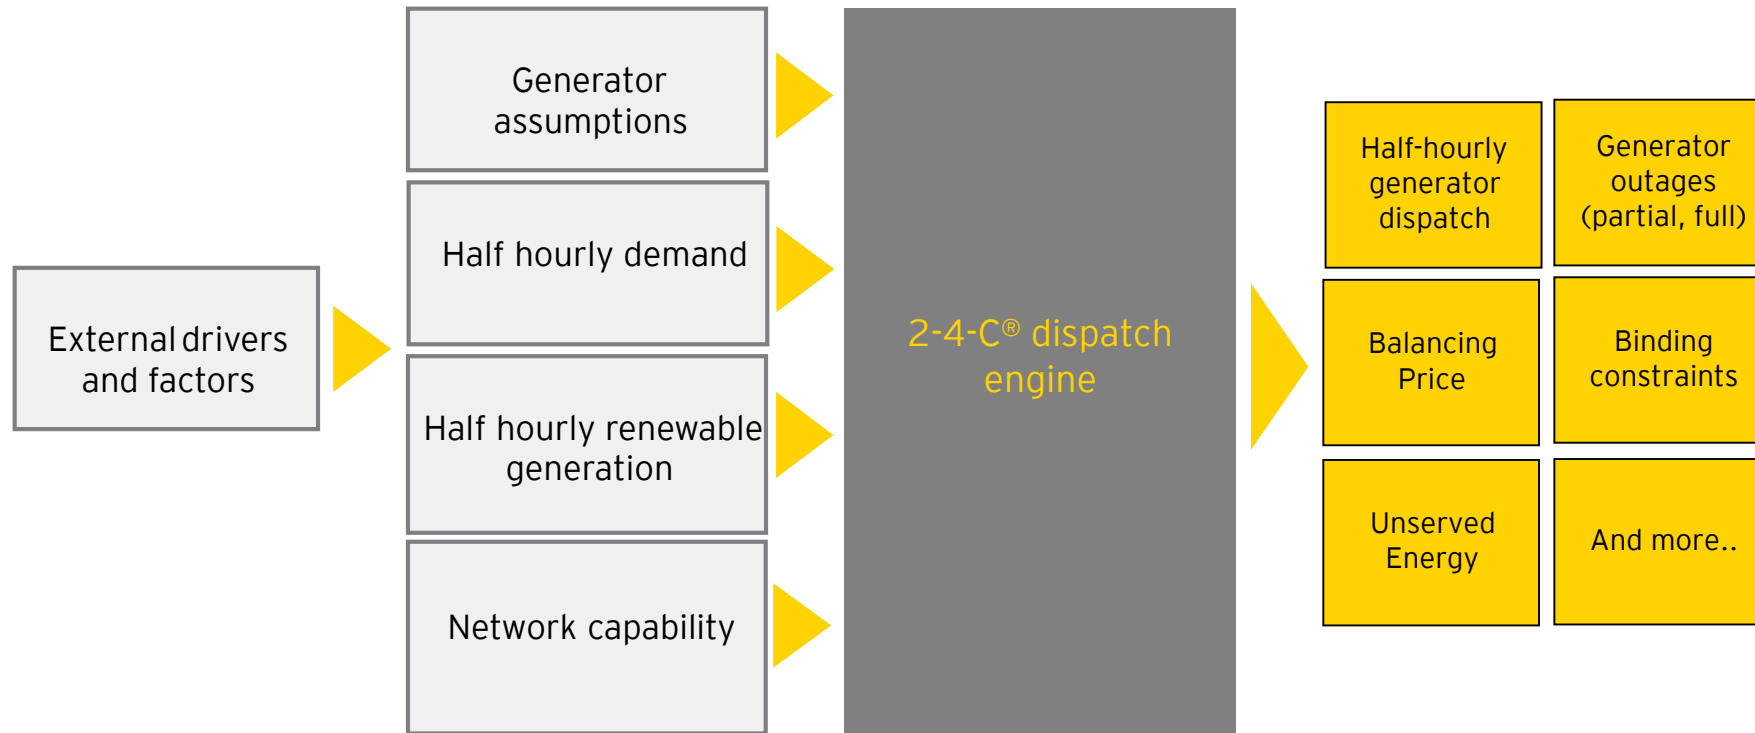 External drivers
and factors
Generator
assumptions
Half hourly demand
Half hourly renewable
generation
Network capability
2-4-C® dispatch
engine
Half-hourly
generator
dispatch
Generator
outages
(partial, full)
Balancing
Price
Binding
constraints
Unserved
Energy
And more..